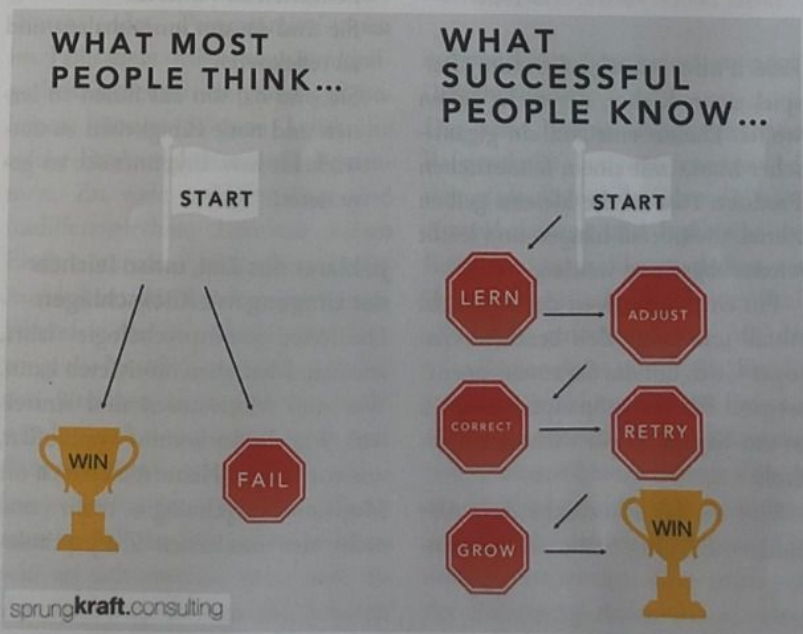 WHAT MOST
PEOPLE THINK...
START
WIN
FAIL
WHAT
SUCCESSFUL
PEOPLE KNOW...
START
LERN
ADJUST
CORRECT
RETRY
GROW
WIN
sprungkraft.consulting